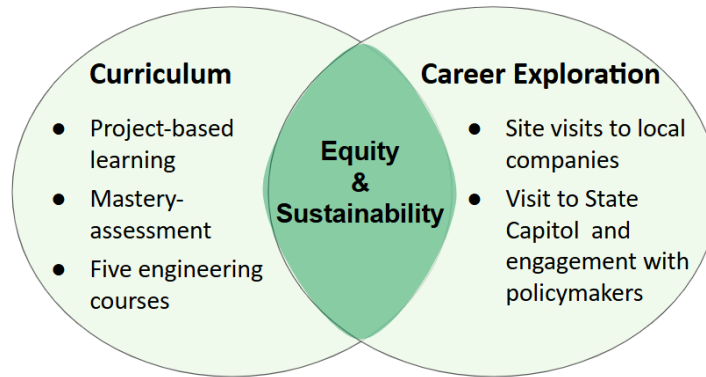 Curriculum
● Project-based
learning
● Mastery-
assessment
● Five engineering
courses
Equity
&
Sustainability
Career Exploration
● Site visits to local
companies
● Visit to State
Capitol and
engagement with
policymakers